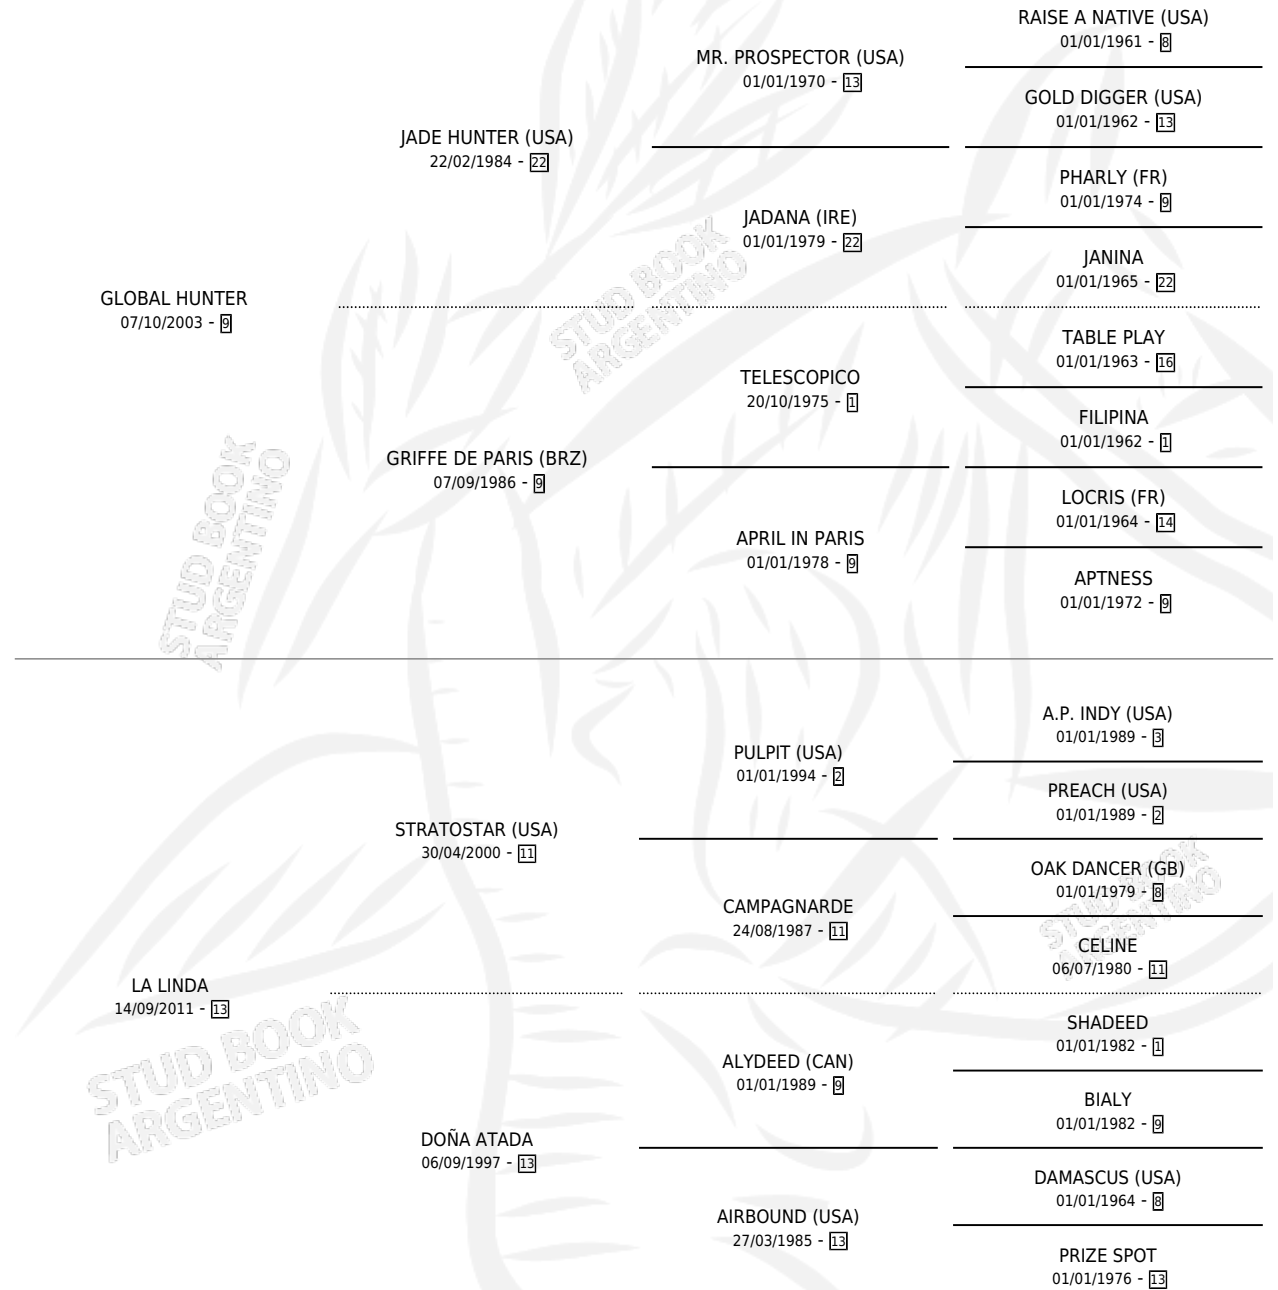 RAISE A NATIVE (USA)
01/01/1961 - 8
MR. PROSPECTOR (USA)
01/01/1970 - 13
GOLD DIGGER (USA)
01/01/1962 - 13
JADE HUNTER (USA)
22/02/1984 - 22
PHARLY (FR)
01/01/1974 - 9
JADANA (IRE)
01/01/1979 - 22
JANINA
01/01/1965 - 22
GLOBAL HUNTER
07/10/2003 - 9
TABLE PLAY
01/01/1963 - 16
TELESCOPICO
20/10/1975 - 1
FILIPINA
01/01/1962 - 1
GRIFFE DE PARIS (BRZ)
07/09/1986 - 9
LOCRIS (FR)
01/01/1964 - 14
APRIL IN PARIS
01/01/1978 - 9
APTNESS
01/01/1972 - 9
A.P. INDY (USA)
01/01/1989 - 3
PULPIT (USA)
01/01/1994 - 2
PREACH (USA)
01/01/1989 - 2
STRATOSTAR (USA)
30/04/2000 - 11
OAK DANCER (GB)
01/01/1979 - 8
CAMPAGNARDE
24/08/1987 - 11
CELINE
06/07/1980 - 11
LA LINDA
14/09/2011 - 13
SHADEED
01/01/1982 - 1
ALYDEED (CAN)
01/01/1989 - 9
BIALY
01/01/1982 - 9
DOÑA ATADA
06/09/1997 - 13
DAMASCUS (USA)
01/01/1964 - 8
AIRBOUND (USA)
27/03/1985 - 13
PRIZE SPOT
01/01/1976 - 13
STUD BOOK
ARGENTINO
STUD BOOK
ARGENTINO
STUD BOOK
ARGENTINO
STUD BOOK
ARGENTINO